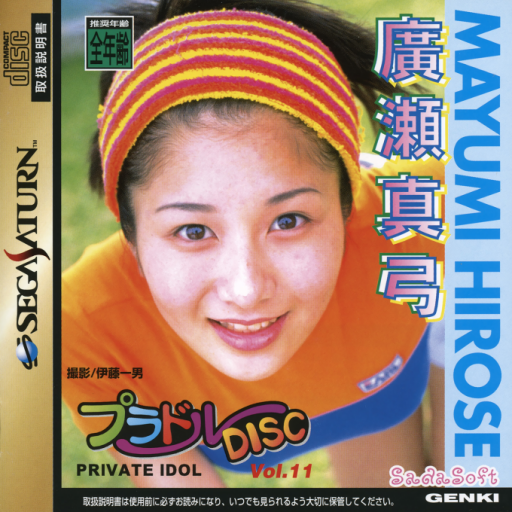 COMPACT
disc
取扱説明書
推奨年齢
全年齢
MAYUMI HIROSE
廣瀬真弓
SEGA SATURN™
撮影/伊藤一男
プラドルDISC
PRIVATE IDOL Vol.11
SadaSoft
GENKI
取扱説明書は使用前に必ずお読みになり、いつでも見られるよう大切に保管してください。